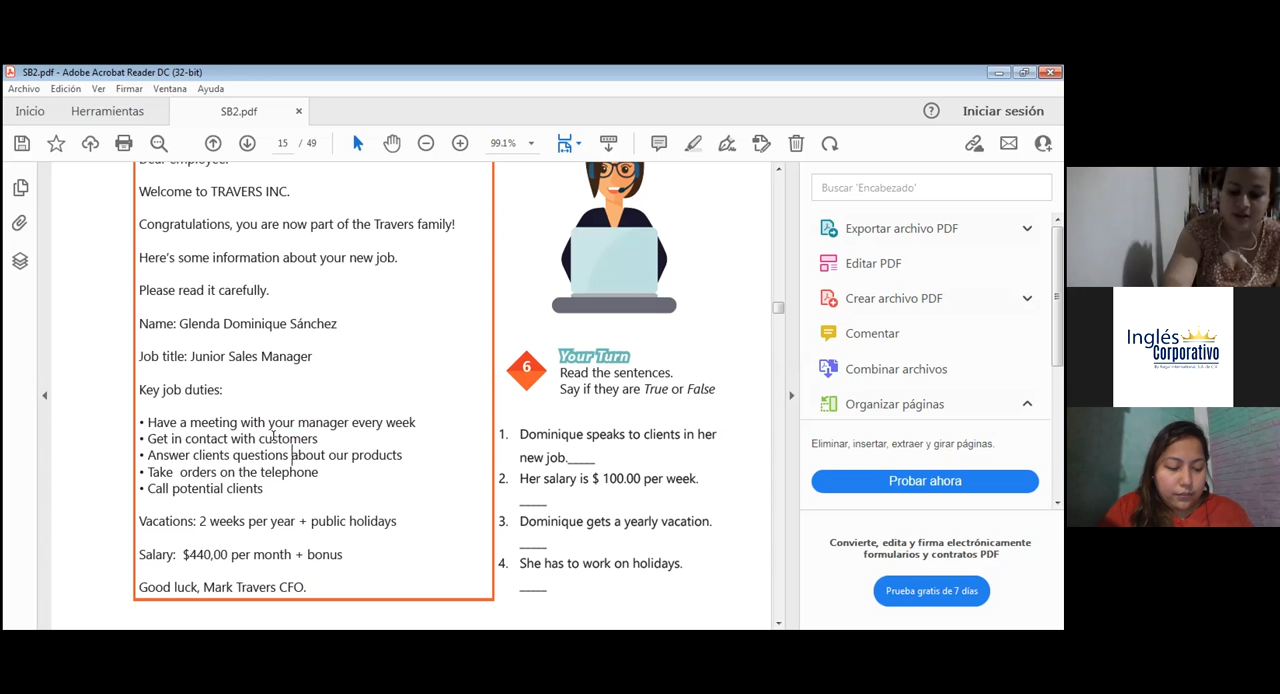 SB2.pdf - Adobe Acrobat Reader DC (32-bit)
Archivo Edición Ver Firmar Ventana Ayuda
Inicio Herramientas SB2.pdf × Iniciar sesión
15 / 49 99.1%
Dear employee:
Welcome to TRAVERS INC.
Congratulations, you are now part of the Travers family!
Here's some information about your new job.
Please read it carefully.
Name: Glenda Dominique Sánchez
Job title: Junior Sales Manager
Key job duties:
• Have a meeting with your manager every week
• Get in contact with customers
• Answer clients questions about our products
• Take orders on the telephone
• Call potential clients
Vacations: 2 weeks per year + public holidays
Salary: $440,00 per month + bonus
Good luck, Mark Travers CFO.
6 Your Turn
Read the sentences.
Say if they are True or False
1. Dominique speaks to clients in her
new job._____
2. Her salary is $ 100.00 per week.
_____
3. Dominique gets a yearly vacation.
_____
4. She has to work on holidays.
_____
Buscar 'Encabezado'
Exportar archivo PDF
Editar PDF
Crear archivo PDF
Comentar
Combinar archivos
Organizar páginas
Eliminar, insertar, extraer y girar páginas.
Probar ahora
Convierte, edita y firma electrónicamente
formularios y contratos PDF
Prueba gratis de 7 días
Inglés
Corporativo